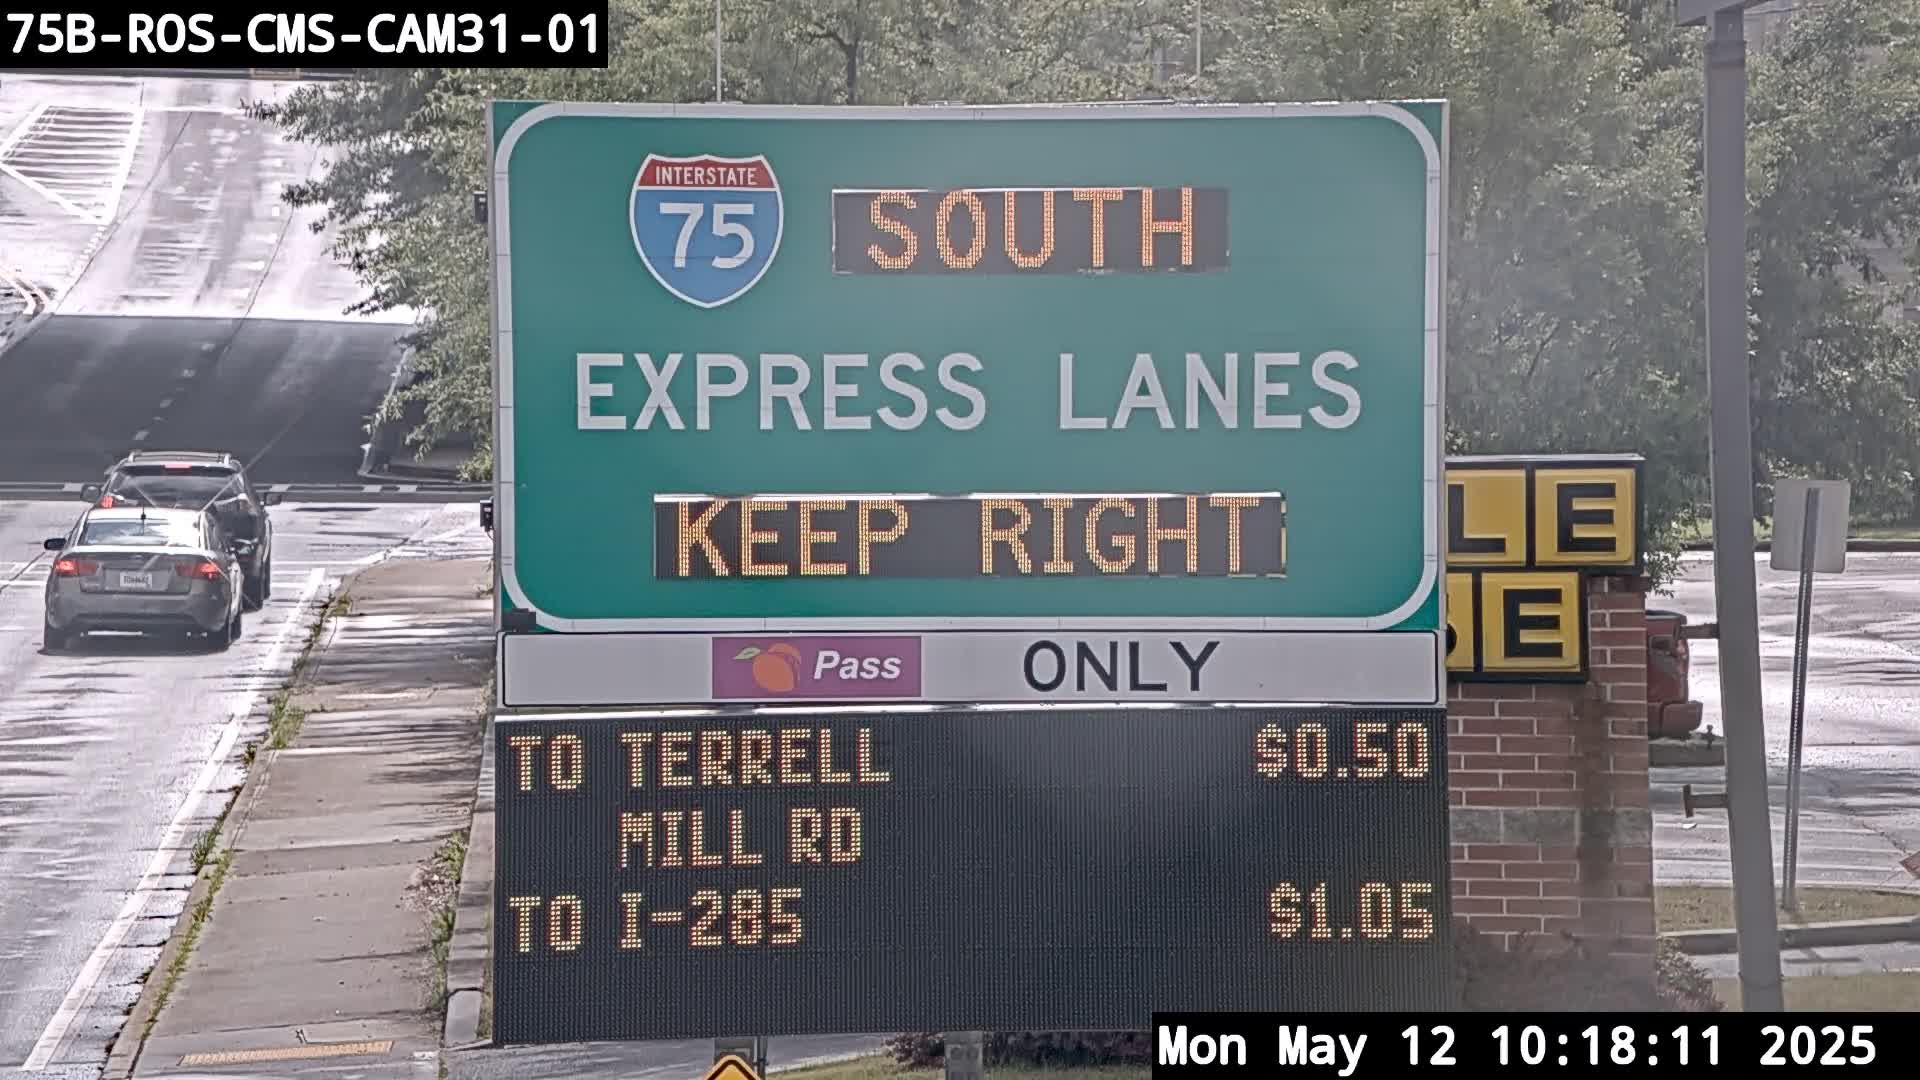 75B-ROS-CMS-CAM31-01
INTERSTATE
75
SOUTH
EXPRESS LANES
KEEP RIGHT
Pass ONLY
TO TERRELL $0.50
MILL RD
TO I-285 $1.05
LE
E
Mon May 12 10:18:11 2025